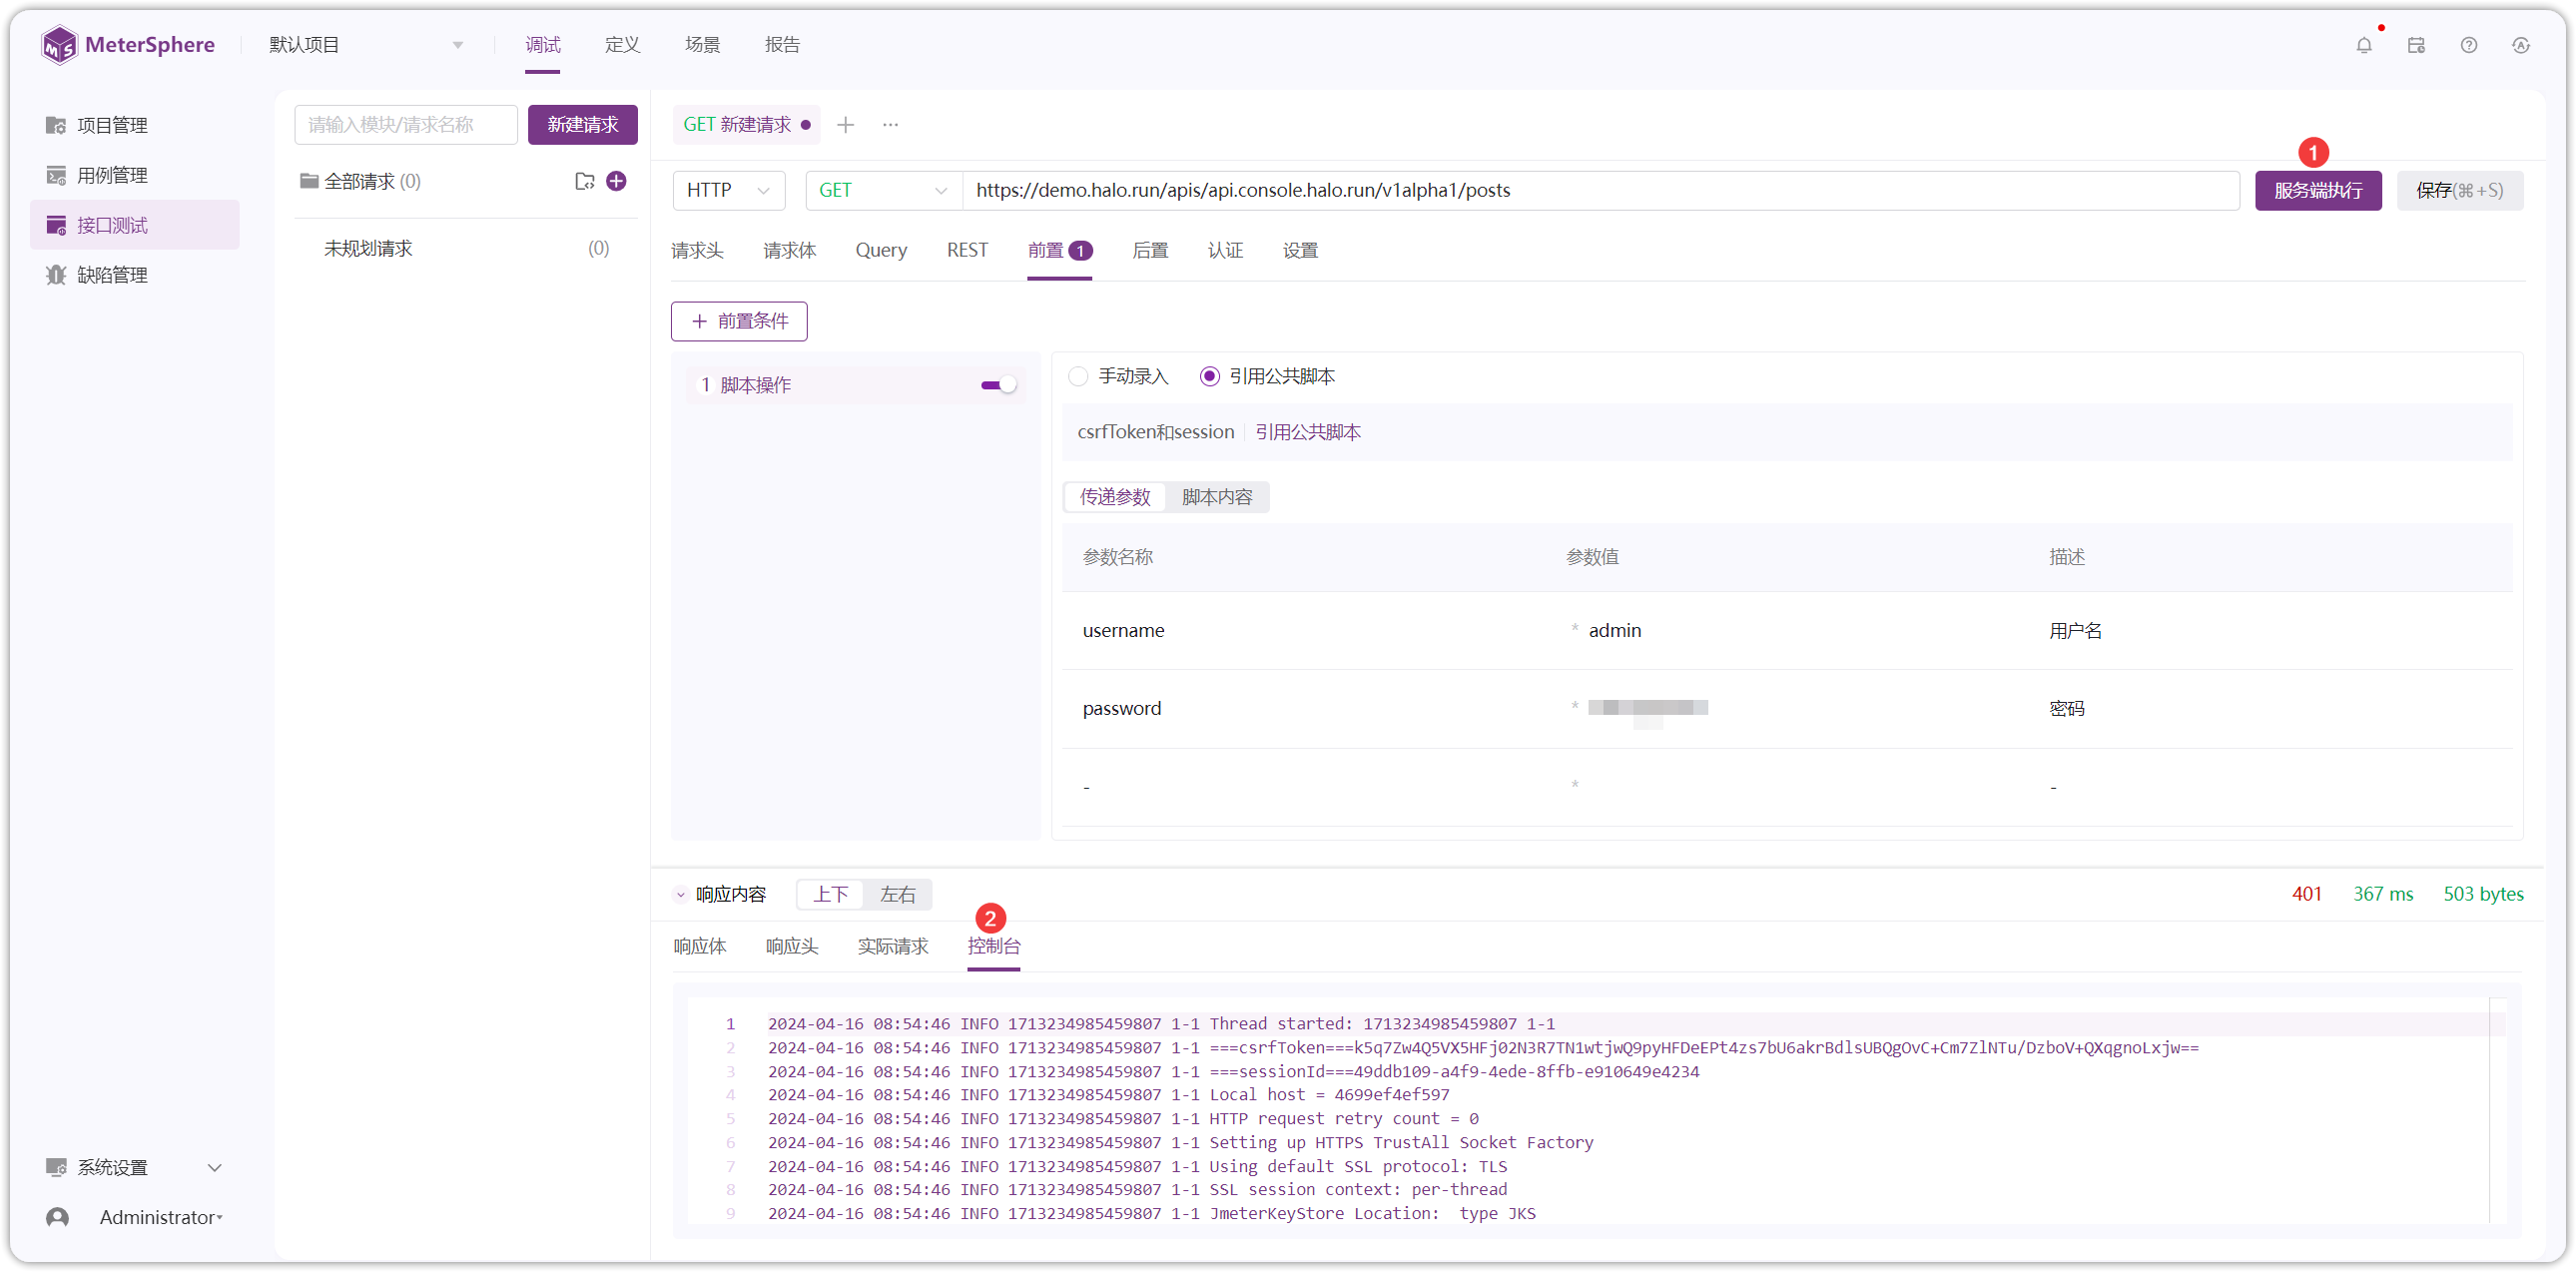 MeterSphere
默认项目
调试 定义 场景 报告
项目管理
用例管理
接口测试
缺陷管理
系统设置
Administrator
请输入模块/请求名称 新建请求
全部请求 (0)
未规划请求 (0)
GET 新建请求
1
HTTP GET https://demo.halo.run/apis/api.console.halo.run/v1alpha1/posts 服务端执行 保存(⌘+S)
请求头 请求体 Query REST 前置 1 后置 认证 设置
+ 前置条件
1 脚本操作
手动录入 引用公共脚本
csrfToken和session 引用公共脚本
传递参数 脚本内容
参数名称 参数值 描述
username * admin 用户名
password * 密码
- * -
响应内容 上下 左右 401 367 ms 503 bytes
2
响应体 响应头 实际请求 控制台
1 2024-04-16 08:54:46 INFO 1713234985459807 1-1 Thread started: 1713234985459807 1-1
2 2024-04-16 08:54:46 INFO 1713234985459807 1-1 ===csrfToken===k5q7Zw4Q5VX5HFj02N3R7TN1wtjwQ9pyHFDeEPt4zs7bU6akrBdlsUBQgOvC+Cm7ZlNTu/DzboV+QXqgnoLxjw==
3 2024-04-16 08:54:46 INFO 1713234985459807 1-1 ===sessionId===49ddb109-a4f9-4ede-8ffb-e910649e4234
4 2024-04-16 08:54:46 INFO 1713234985459807 1-1 Local host = 4699ef4ef597
5 2024-04-16 08:54:46 INFO 1713234985459807 1-1 HTTP request retry count = 0
6 2024-04-16 08:54:46 INFO 1713234985459807 1-1 Setting up HTTPS TrustAll Socket Factory
7 2024-04-16 08:54:46 INFO 1713234985459807 1-1 Using default SSL protocol: TLS
8 2024-04-16 08:54:46 INFO 1713234985459807 1-1 SSL session context: per-thread
9 2024-04-16 08:54:46 INFO 1713234985459807 1-1 JmeterKeyStore Location:  type JKS